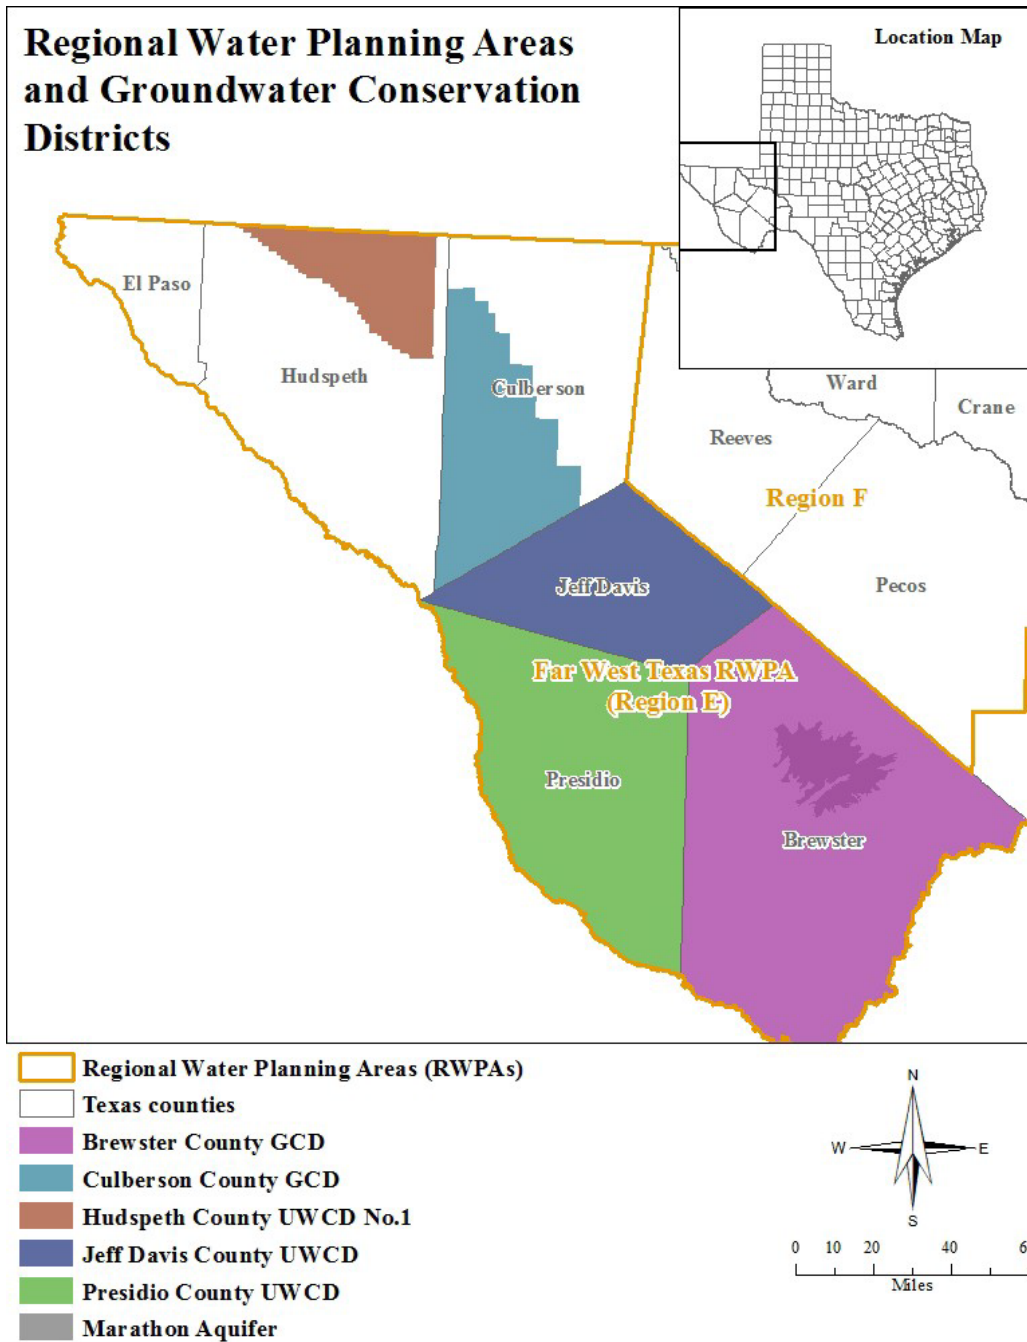 Regional Water Planning Areas
and Groundwater Conservation
Districts
Location Map
El Paso
Hudspeth
Culberson
Ward
Crane
Reeves
Region F
Jeff Davis
Pecos
Far West Texas RWPA
(Region E)
Presidio
Brewster
Regional Water Planning Areas (RWPAs)
Texas counties
Brewster County GCD
Culberson County GCD
Hudspeth County UWCD No.1
Jeff Davis County UWCD
Presidio County UWCD
Marathon Aquifer
N
W E
S
0 10 20 40
Miles